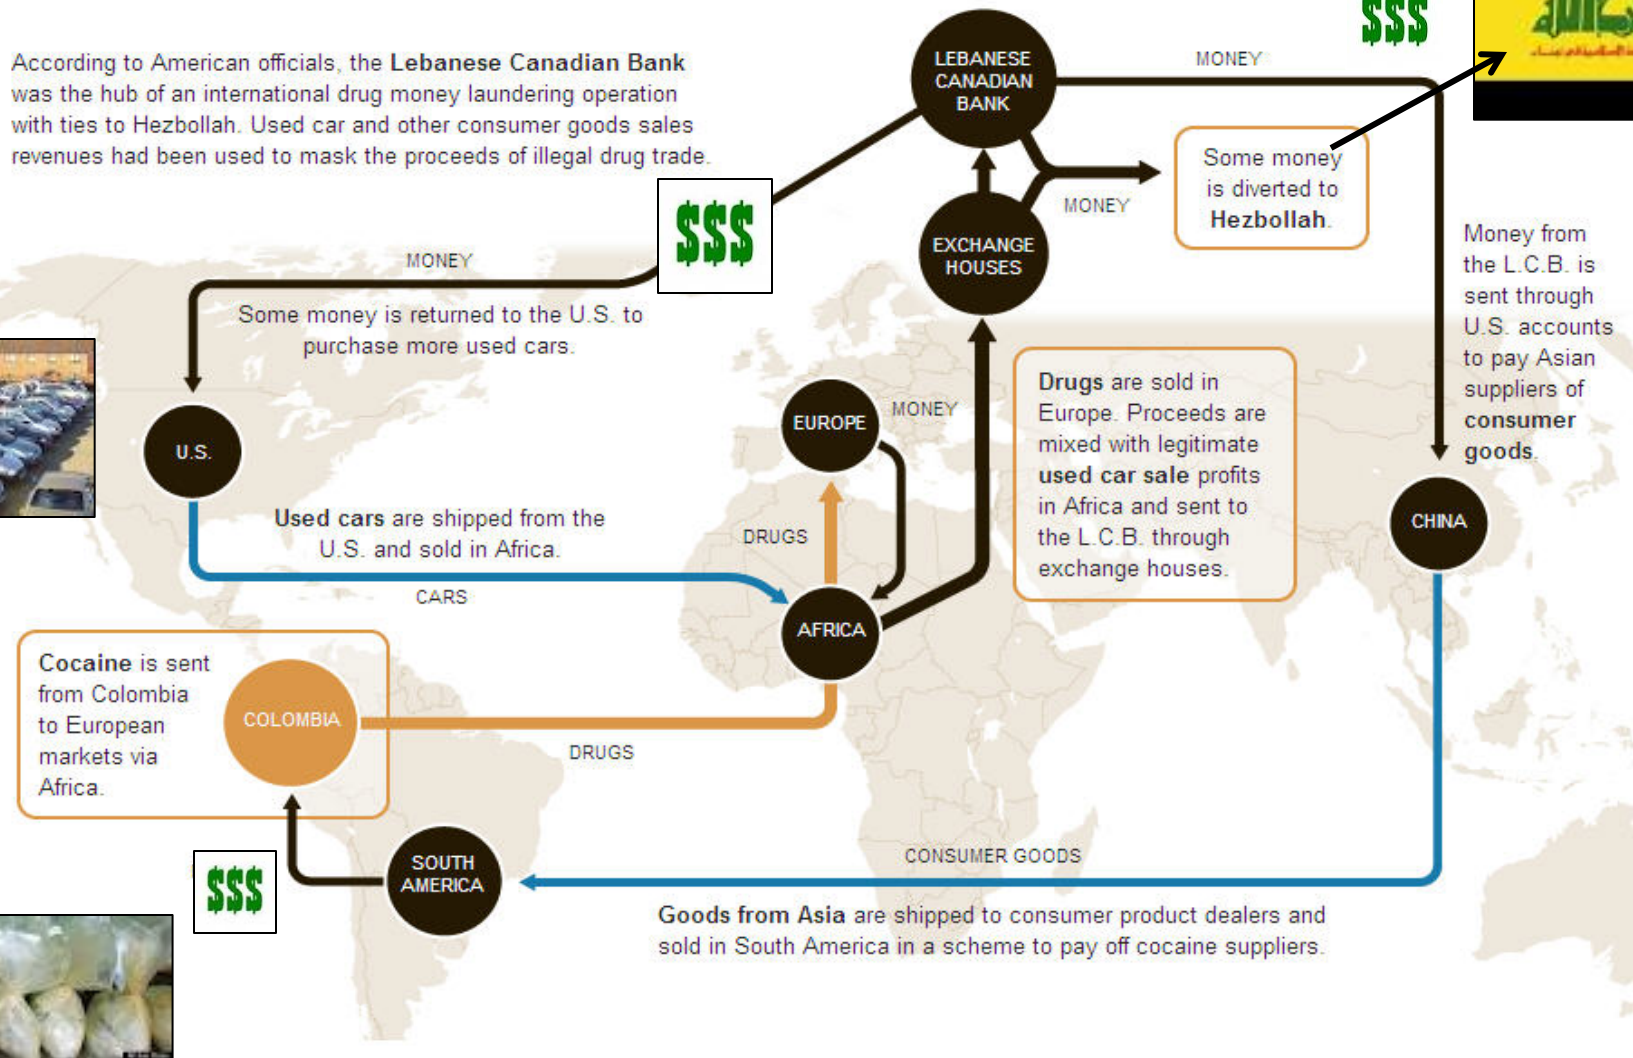 According to American officials, the Lebanese Canadian Bank
was the hub of an international drug money laundering operation
with ties to Hezbollah. Used car and other consumer goods sales
revenues had been used to mask the proceeds of illegal drug trade.
LEBANESE
CANADIAN
BANK
MONEY
$$$
Some money
is diverted to
Hezbollah.
MONEY
EXCHANGE
HOUSES
$$$
MONEY
Some money is returned to the U.S. to
purchase more used cars.
Money from
the L.C.B. is
sent through
U.S. accounts
to pay Asian
suppliers of
consumer
goods.
U.S.
EUROPE
MONEY
Drugs are sold in
Europe. Proceeds are
mixed with legitimate
used car sale profits
in Africa and sent to
the L.C.B. through
exchange houses.
CHINA
Used cars are shipped from the
U.S. and sold in Africa.
DRUGS
CARS
AFRICA
Cocaine is sent
from Colombia
to European
markets via
Africa.
COLOMBIA
DRUGS
SOUTH
AMERICA
$$$
CONSUMER GOODS
Goods from Asia are shipped to consumer product dealers and
sold in South America in a scheme to pay off cocaine suppliers.